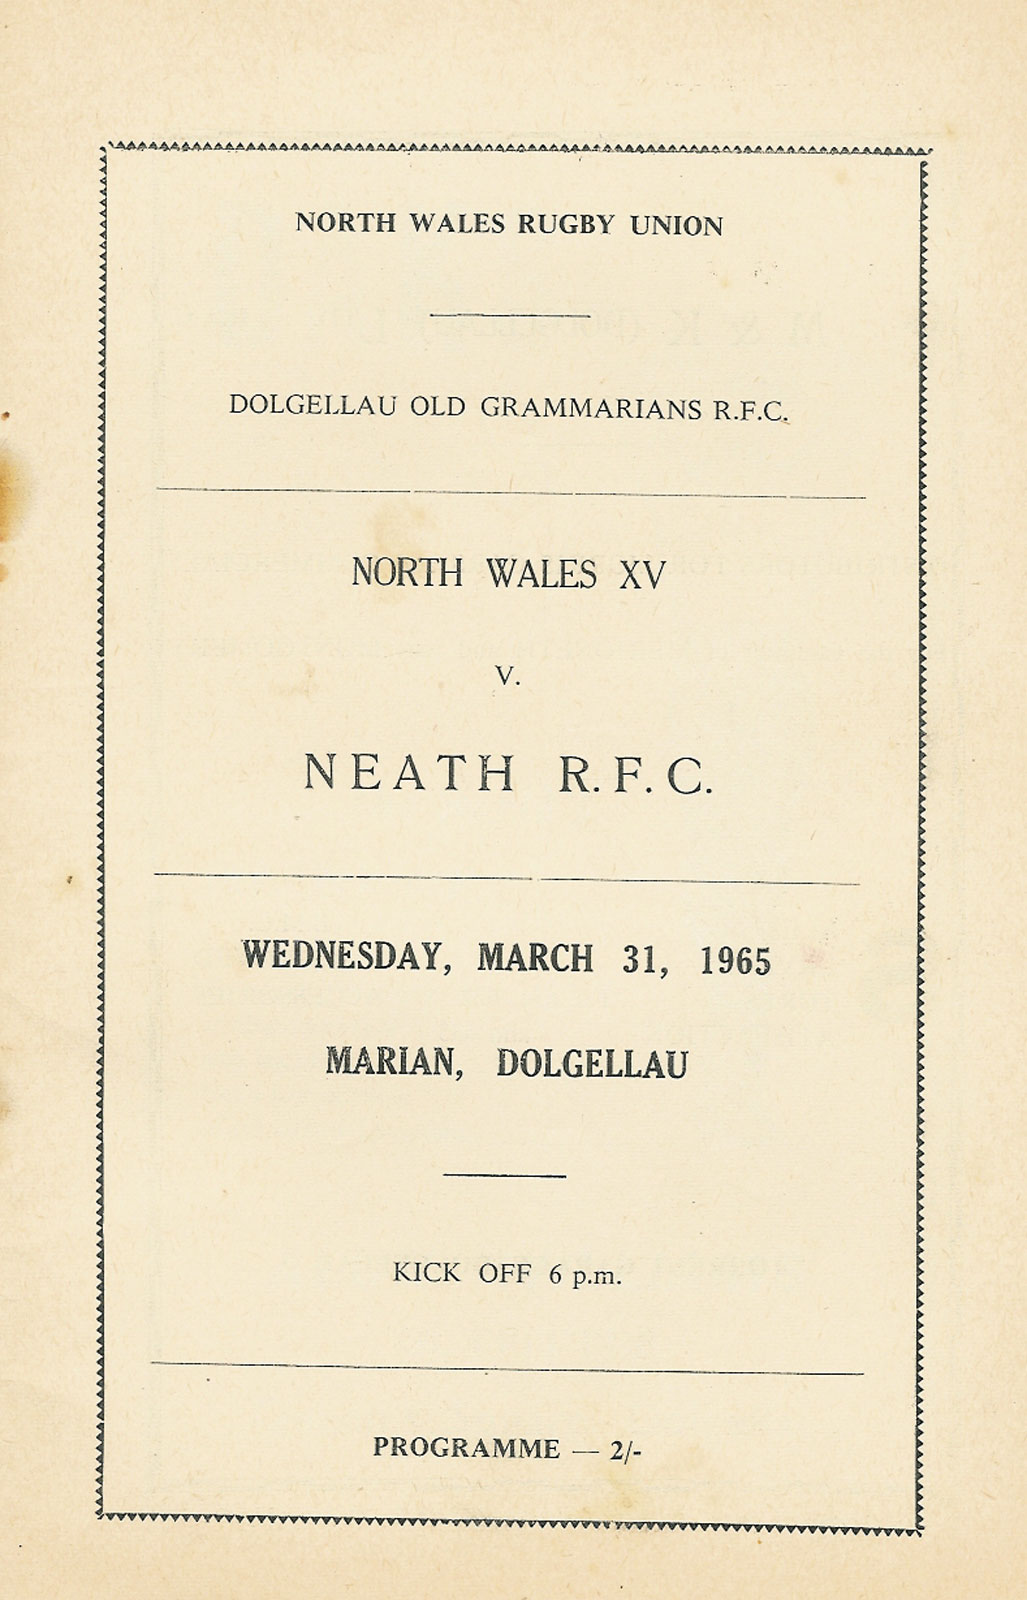 NORTH WALES RUGBY UNION
DOLGELLAU OLD GRAMMARIANS R.F.C.
NORTH WALES XV
V.
NEATH R.F.C.
WEDNESDAY, MARCH 31, 1965
MARIAN, DOLGELLAU
KICK OFF 6 p.m.
PROGRAMME — 2/-